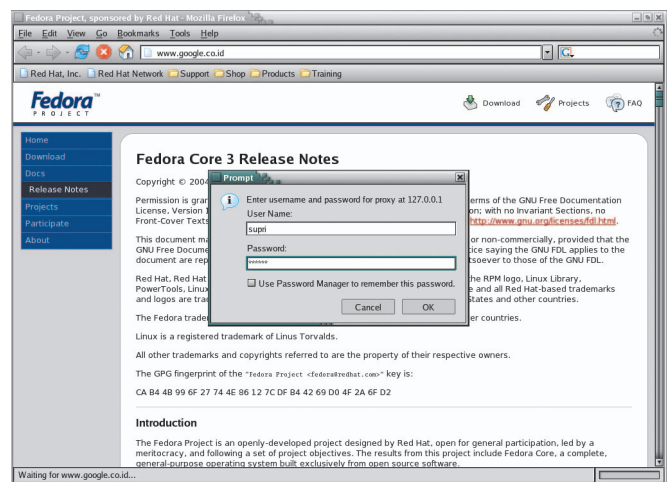 Fedora Project, sponsored by Red Hat - Mozilla Firefox
File Edit View Go Bookmarks Tools Help
www.google.co.id
G
Red Hat, Inc. Red Hat Network Support Shop Products Training
Fedora™
PROJECT
Download Projects FAQ
Home
Download
Docs
Release Notes
Projects
Participate
About
Fedora Core 3 Release Notes
Copyright © 2004
Prompt
Enter username and password for proxy at 127.0.0.1
User Name:
supri
Password:
******
Use Password Manager to remember this password.
Cancel OK
Permission is gran erms of the GNU Free Documentation
License, Version 1 on; with no Invariant Sections, no
Front-Cover Texts http://www.gnu.org/licenses/fdl.html.
This document ma or non-commercially, provided that the
GNU Free Docume tice saying the GNU FDL applies to the
document are rep tsoever to those of the GNU FDL.
Red Hat, Red Hat the RPM logo, Linux Library,
PowerTools, Linux e and all Red Hat-based trademarks
and logos are trad States and other countries.
The Fedora trader er countries.
Linux is a registered trademark of Linus Torvalds.
All other trademarks and copyrights referred to are the property of their respective owners.
The GPG fingerprint of the "Fedora Project <fedora@redhat.com>" key is:
CA B4 4B 99 6F 27 74 4E 86 12 7C DF B4 42 69 D0 4F 2A 6F D2
Introduction
The Fedora Project is an openly-developed project designed by Red Hat, open for general participation, led by a
meritocracy, and following a set of project objectives. The results from this project include Fedora Core, a complete,
general-purpose operating system built exclusively from open source software.
Waiting for www.google.co.id...